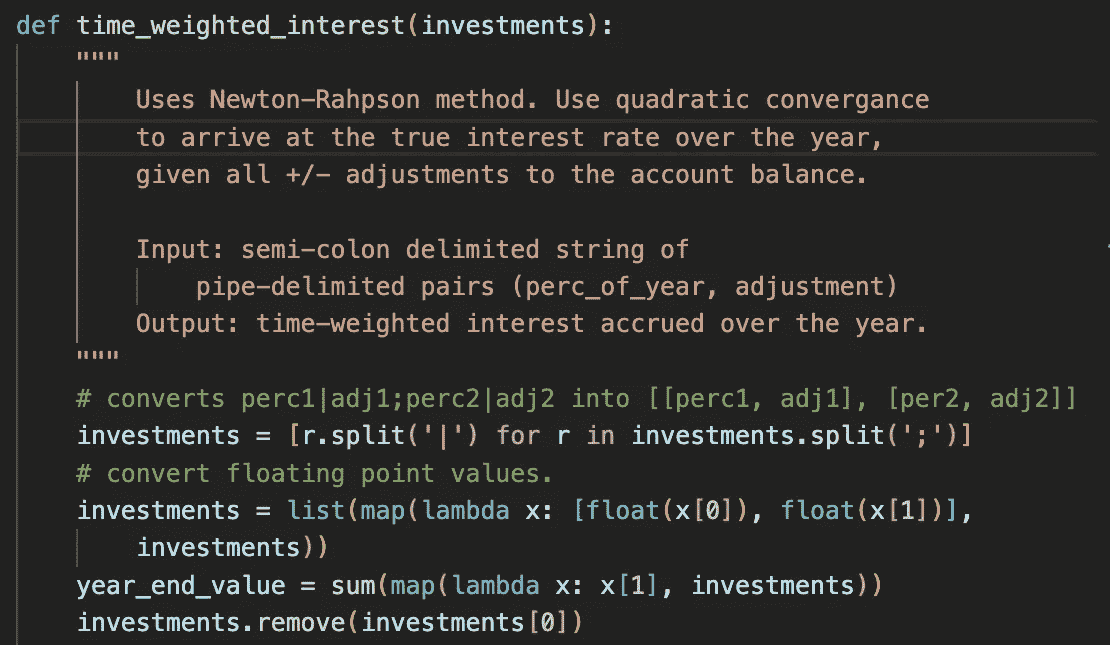 def time_weighted_interest(investments):
"""
Uses Newton-Rahpson method. Use quadratic convergance
to arrive at the true interest rate over the year,
given all +/- adjustments to the account balance.
Input: semi-colon delimited string of
pipe-delimited pairs (perc_of_year, adjustment)
Output: time-weighted interest accrued over the year.
"""
# converts perc1|adj1;perc2|adj2 into [[perc1, adj1], [per2, adj2]]
investments = [r.split('|') for r in investments.split(';')]
# convert floating point values.
investments = list(map(lambda x: [float(x[0]), float(x[1])],
investments))
year_end_value = sum(map(lambda x: x[1], investments))
investments.remove(investments[0])